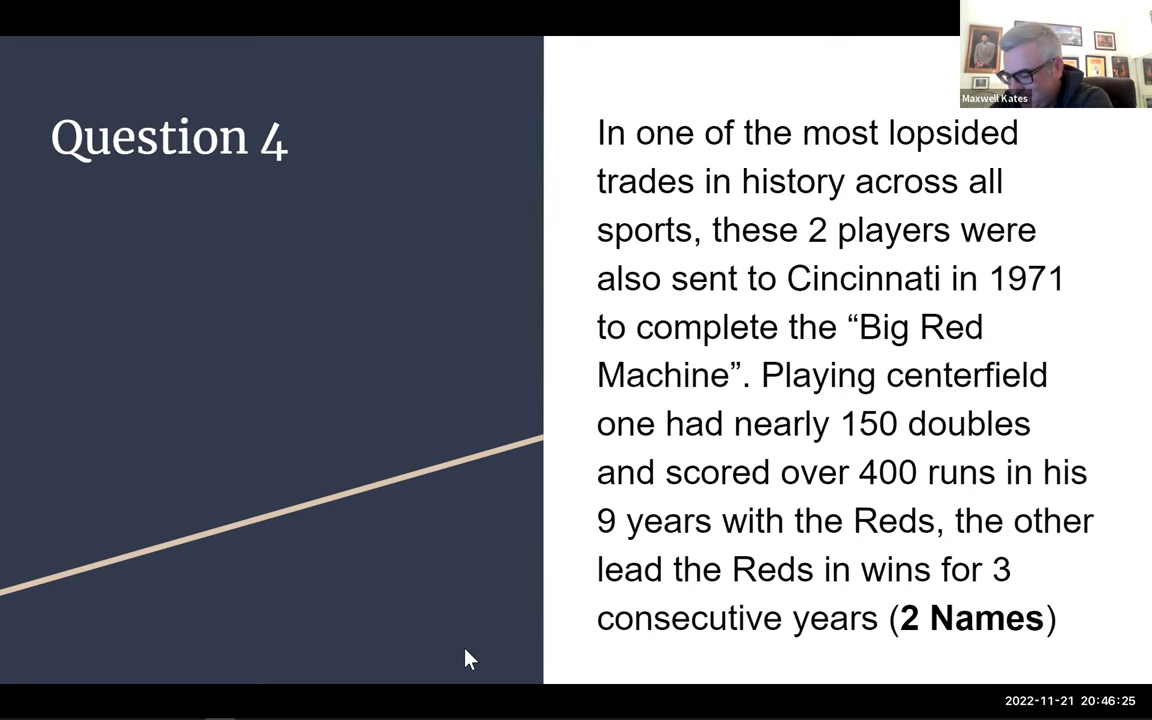 Maxwell Kates
Question 4
In one of the most lopsided
trades in history across all
sports, these 2 players were
also sent to Cincinnati in 1971
to complete the “Big Red
Machine”. Playing centerfield
one had nearly 150 doubles
and scored over 400 runs in his
9 years with the Reds, the other
lead the Reds in wins for 3
consecutive years (2 Names)
2022-11-21 20:46:25